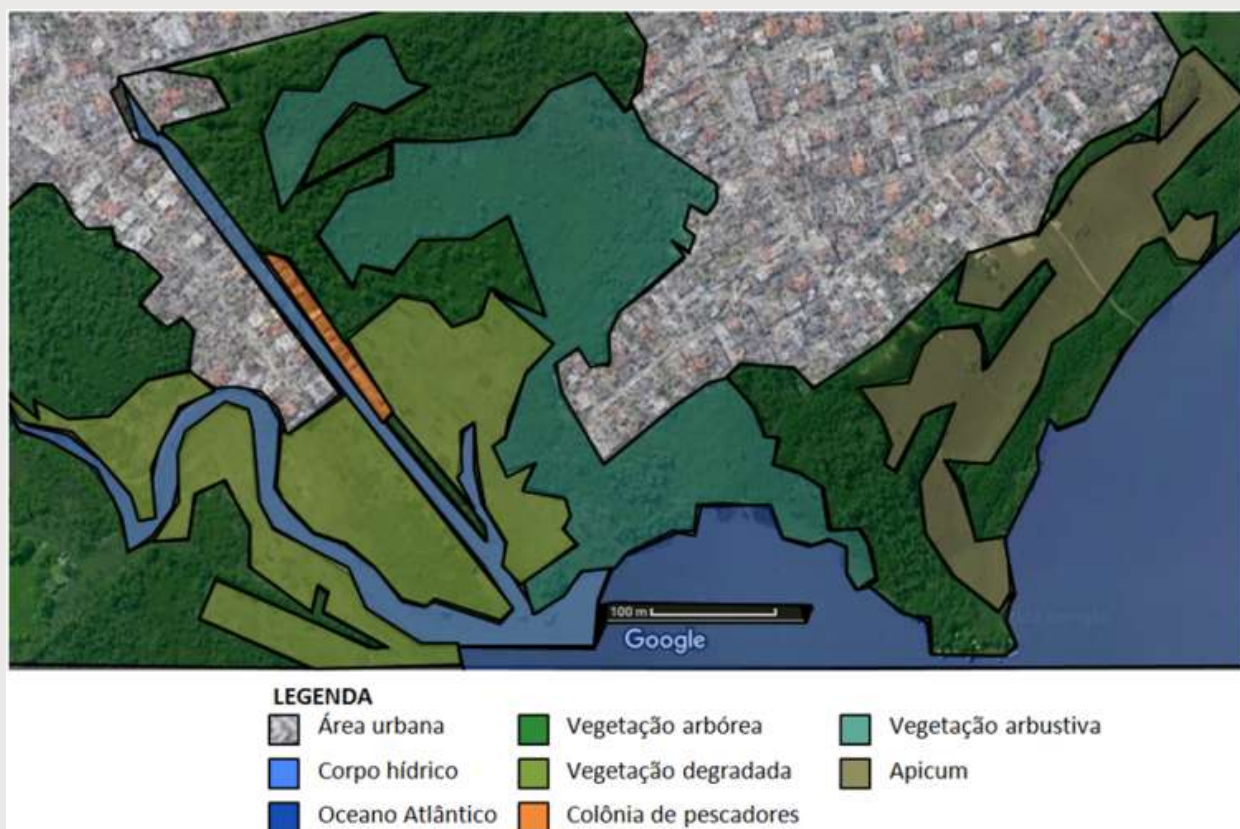 100 m
Google
LEGENDA
Área urbana
Vegetação arbórea
Vegetação arbustiva
Corpo hídrico
Vegetação degradada
Apicum
Oceano Atlântico
Colônia de pescadores